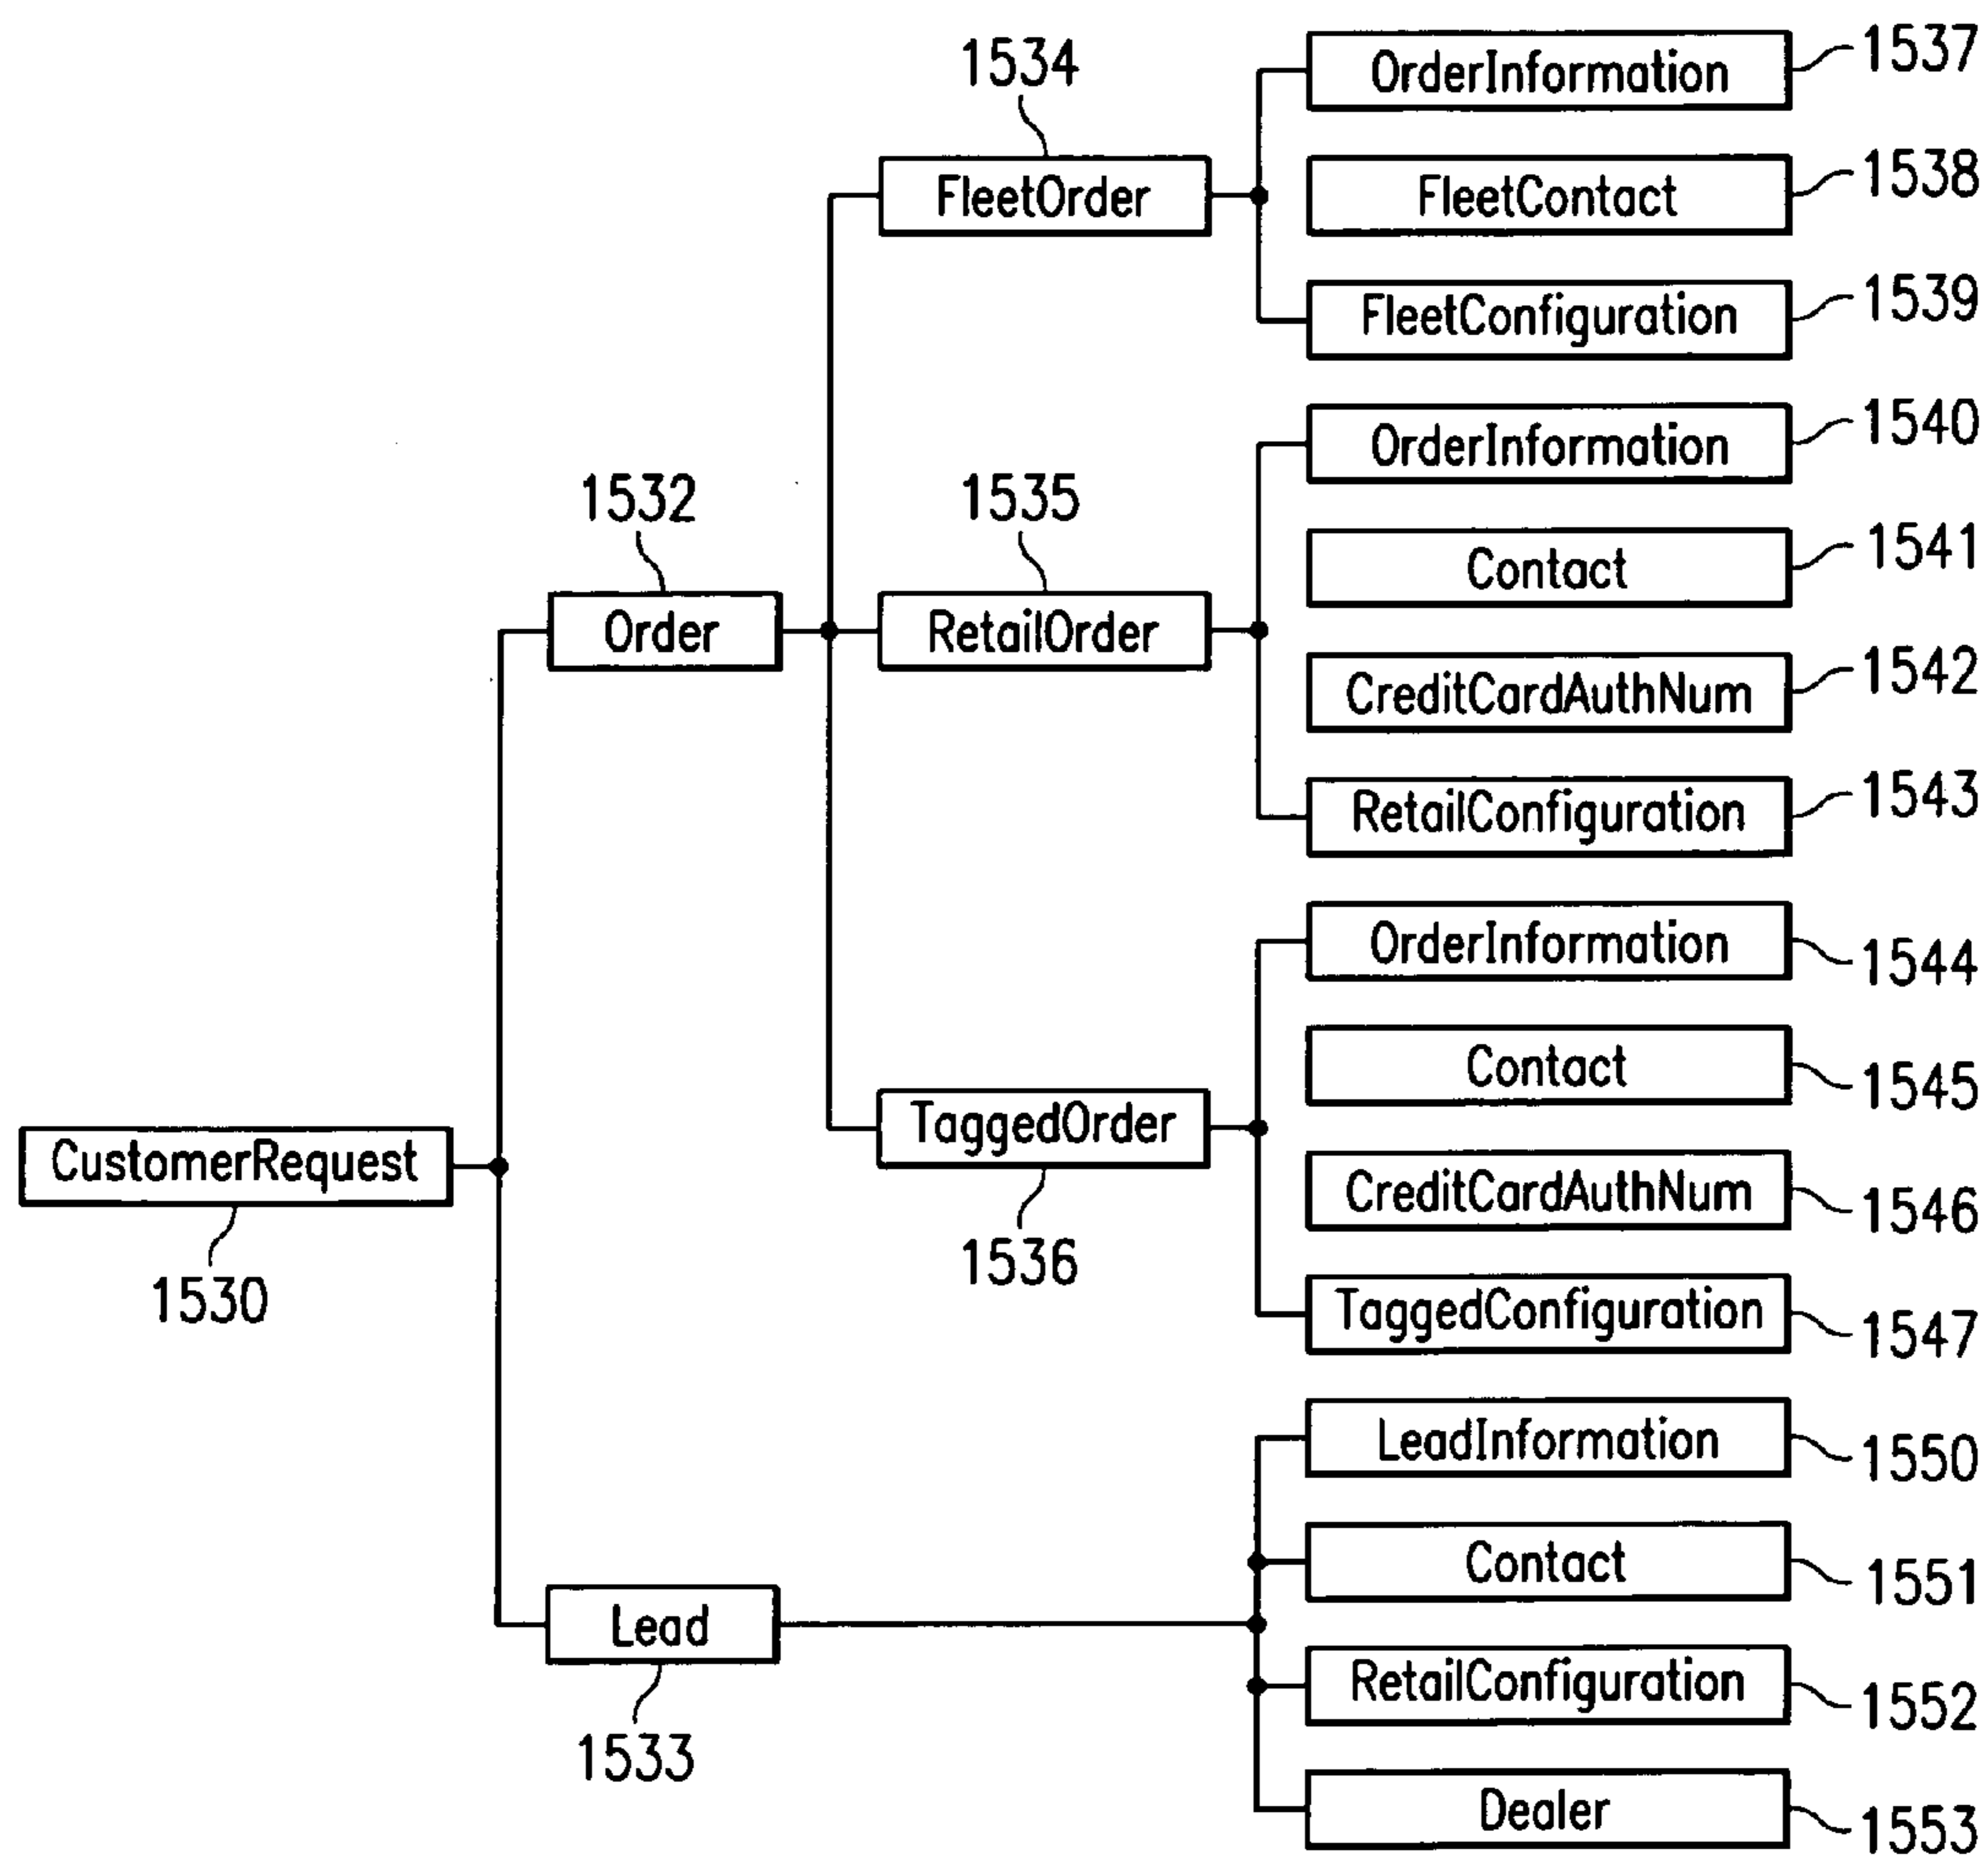 1537
OrderInformation
1534
1538
FleetOrder
FleetContact
1539
FleetConfiguration
1540
OrderInformation
1532
1535
1541
Contact
Order
RetailOrder
1542
CreditCardAuthNum
1543
RetailConfiguration
OrderInformation
1544
Contact
1545
TaggedOrder
CustomerRequest
CreditCardAuthNum
1546
1536
1530
TaggedConfiguration
1547
LeadInformation
1550
Contact
1551
Lead
RetailConfiguration
1552
1533
Dealer
1553